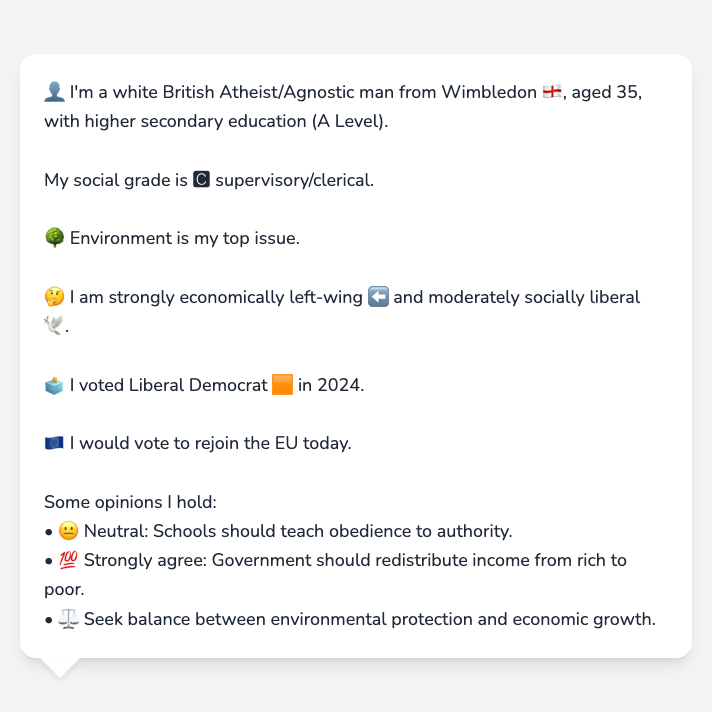 👤 I'm a white British Atheist/Agnostic man from Wimbledon 🏴󠁧󠁢󠁥󠁮󠁧󠁿, aged 35,
with higher secondary education (A Level).
My social grade is 🅲 supervisory/clerical.
🌳 Environment is my top issue.
🤔 I am strongly economically left-wing ⬅️ and moderately socially liberal
🕊️.
🗳️ I voted Liberal Democrat 🟧 in 2024.
🇪🇺 I would vote to rejoin the EU today.
Some opinions I hold:
• 😐 Neutral: Schools should teach obedience to authority.
• 💯 Strongly agree: Government should redistribute income from rich to
poor.
• ⚖️ Seek balance between environmental protection and economic growth.